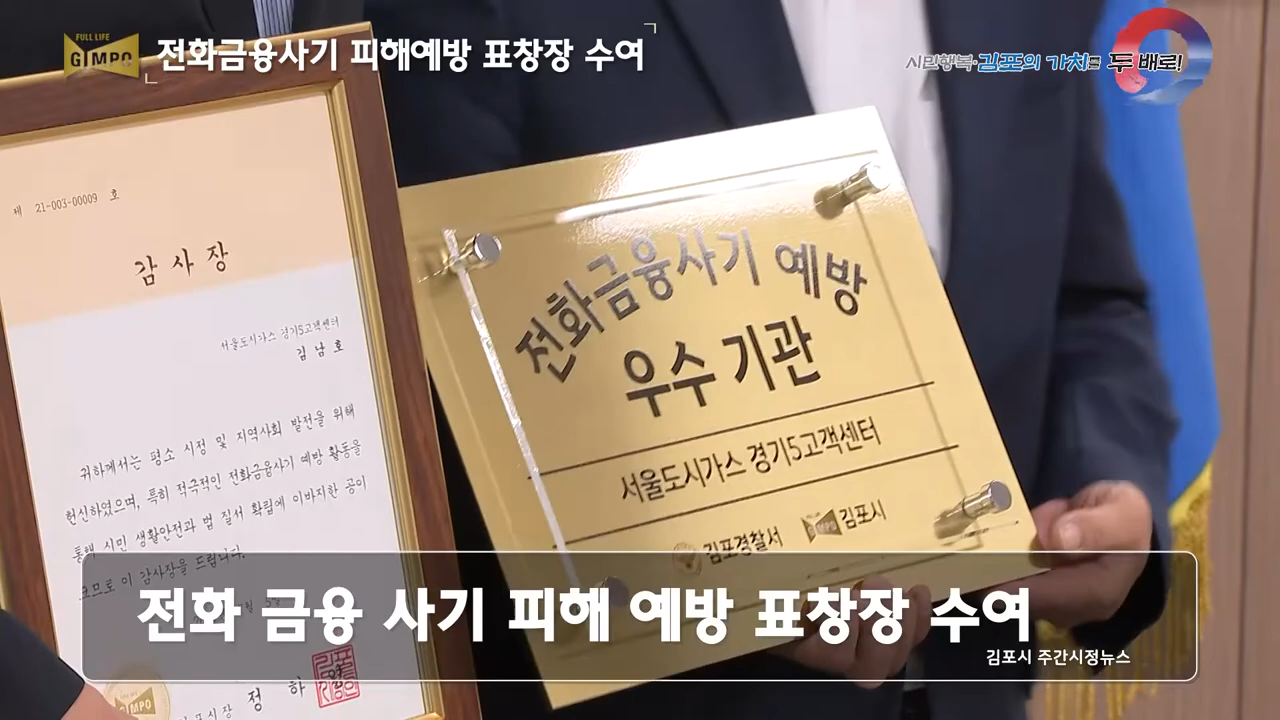 FULL LIFE
GIMPO
전화금융사기 피해예방 표창장 수여
시민행복·김포의 가치를 두 배로!
제 21-003-00009 호
감 사 장
서울도시가스 경기5고객센터
김 남 호
귀하께서는 평소 시정 및 지역사회 발전을 위해
헌신하였으며, 특히 적극적인 전화금융사기 예방 활동을
통해 시민 생활안전과 법 질서 확립에 이바지한 공이
크므로 이 감사장을 드립니다.
월
포시장 정 하
GIMPO
전화금융사기 예방
우수 기관
서울도시가스 경기5고객센터
김포경찰서
GIMPO 김포시
전화 금융 사기 피해 예방 표창장 수여
김포시 주간시정뉴스